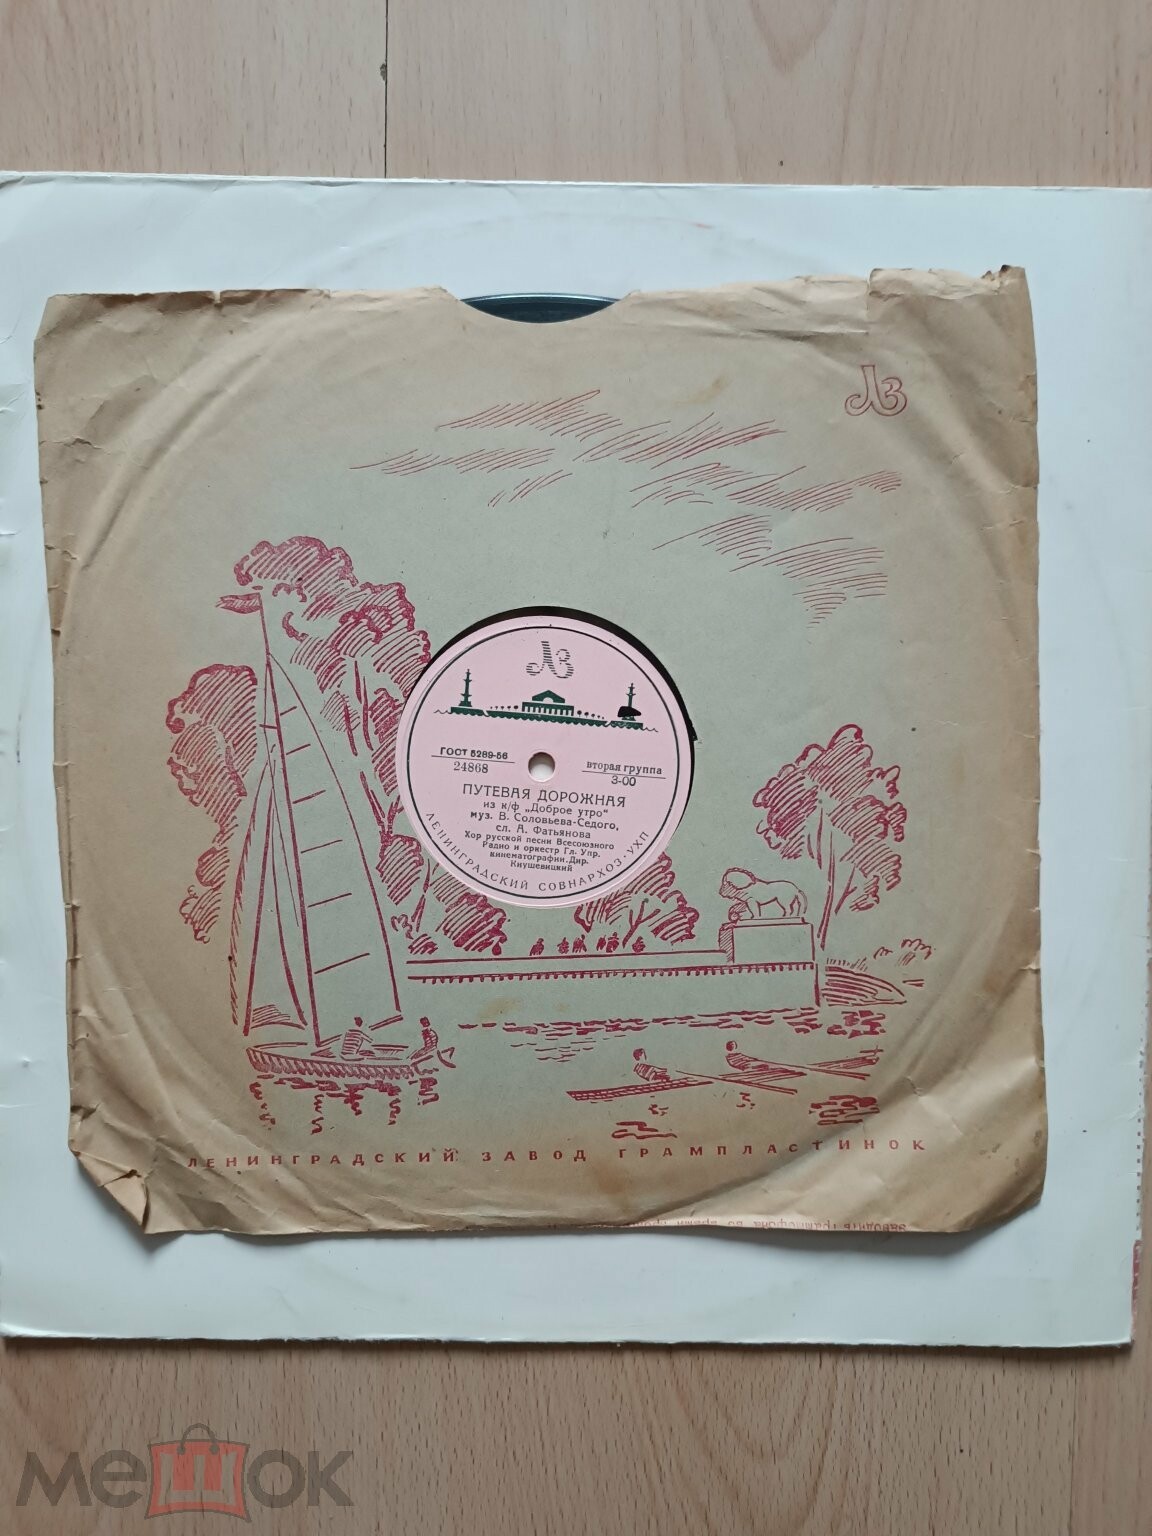 ЛЗ
ЛЗ
ГОСТ 5289-56
24868
вторая группа
3-00
ПУТЕВАЯ ДОРОЖНАЯ
из к/ф „Доброе утро"
муз. В. Соловьева-Седого,
сл. А. Фатьянова
Хор русской песни Всесоюзного
Радио и оркестр Гл. Упр.
кинематографии. Дир.
Кнушевицкий
ЛЕНИНГРАДСКИЙ СОВНАРХОЗ·УХП
ЛЕНИНГРАДСКИЙ ЗАВОД ГРАМПЛАСТИНОК
мешок